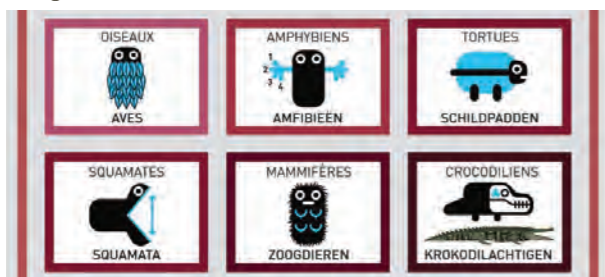 OISEAUX
AVES
AMPHYBIENS
1
2
3
4
AMFIBIEËN
TORTUES
SCHILDPADDEN
SQUAMATES
SQUAMATA
MAMMIFÈRES
ZOOGDIEREN
CROCODILIENS
KROKODILACHTIGEN